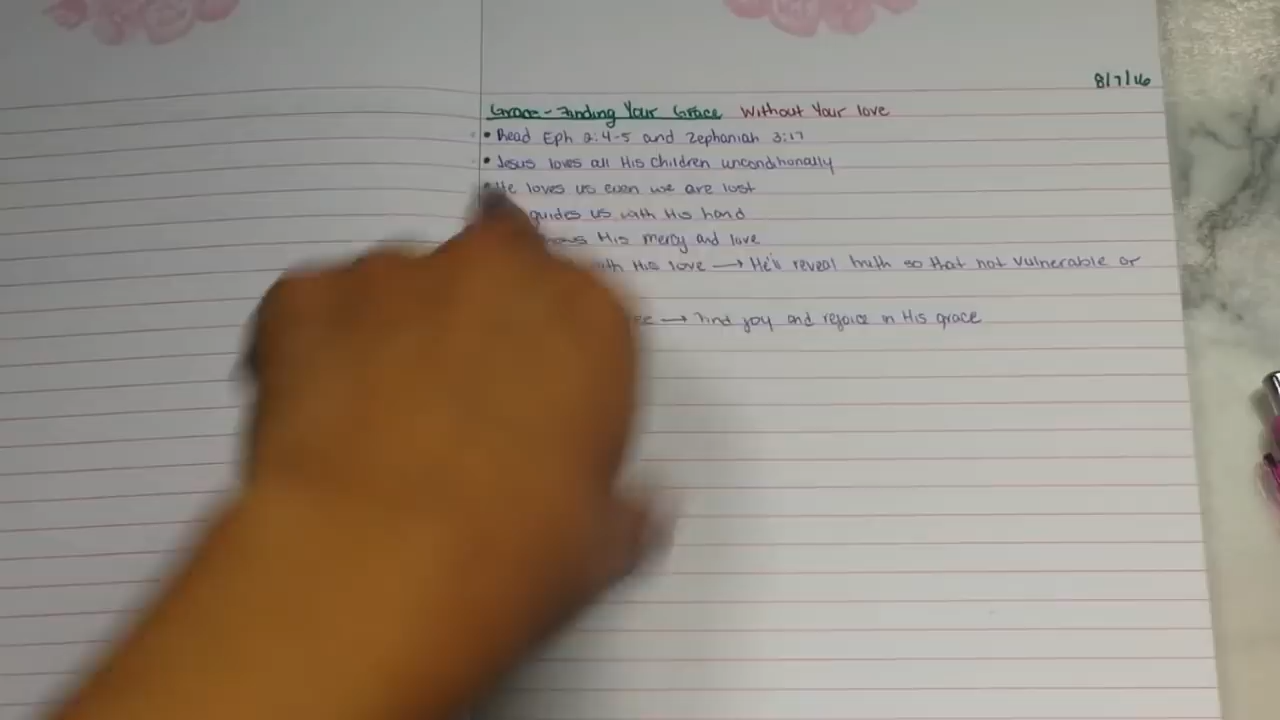 8/7/16
Grace - Finding Your Grace Without Your love
• Read Eph 2:4-5 and Zephaniah 3:17
• Jesus loves all His children unconditionally
• He loves us even we are lost
guides us with His hand
His mercy and love
His love → He'll reveal truth so that not vulnerable or
→ Find joy and rejoice in His grace